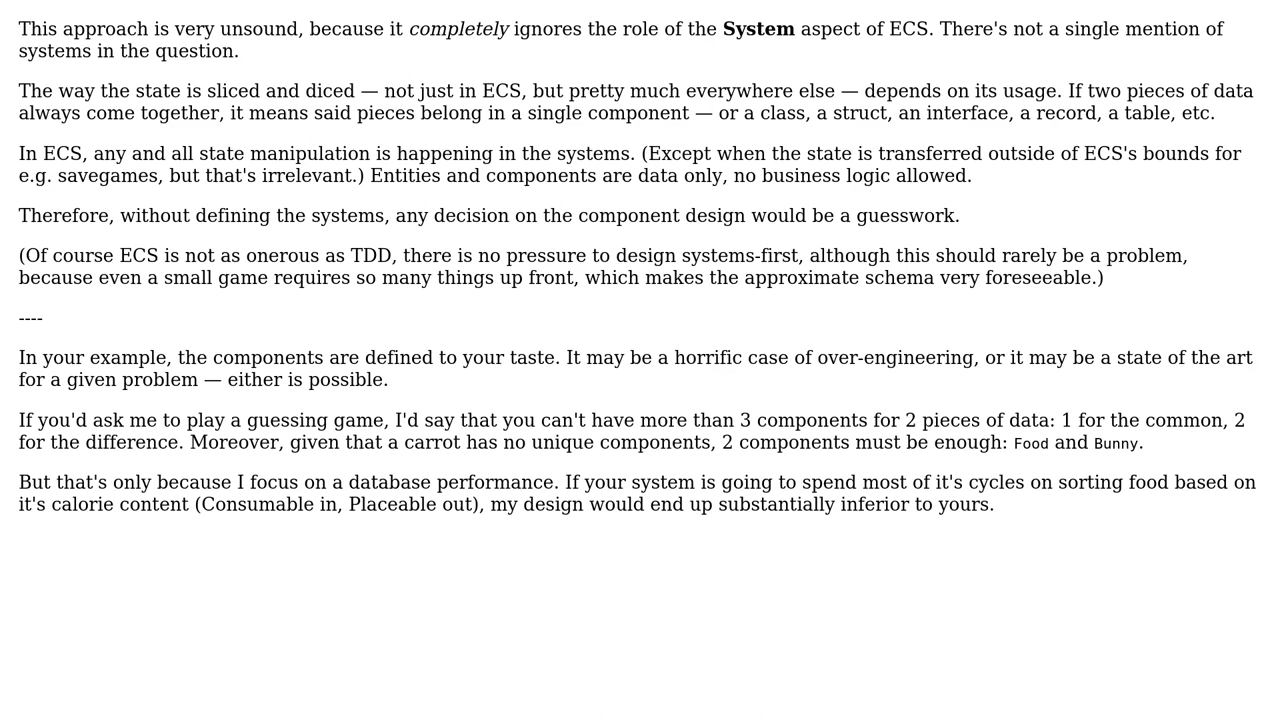 This approach is very unsound, because it completely ignores the role of the System aspect of ECS. There's not a single mention of
systems in the question.
The way the state is sliced and diced — not just in ECS, but pretty much everywhere else — depends on its usage. If two pieces of data
always come together, it means said pieces belong in a single component — or a class, a struct, an interface, a record, a table, etc.
In ECS, any and all state manipulation is happening in the systems. (Except when the state is transferred outside of ECS's bounds for
e.g. savegames, but that's irrelevant.) Entities and components are data only, no business logic allowed.
Therefore, without defining the systems, any decision on the component design would be a guesswork.
(Of course ECS is not as onerous as TDD, there is no pressure to design systems-first, although this should rarely be a problem,
because even a small game requires so many things up front, which makes the approximate schema very foreseeable.)
----
In your example, the components are defined to your taste. It may be a horrific case of over-engineering, or it may be a state of the art
for a given problem — either is possible.
If you'd ask me to play a guessing game, I'd say that you can't have more than 3 components for 2 pieces of data: 1 for the common, 2
for the difference. Moreover, given that a carrot has no unique components, 2 components must be enough: Food and Bunny.
But that's only because I focus on a database performance. If your system is going to spend most of it's cycles on sorting food based on
it's calorie content (Consumable in, Placeable out), my design would end up substantially inferior to yours.